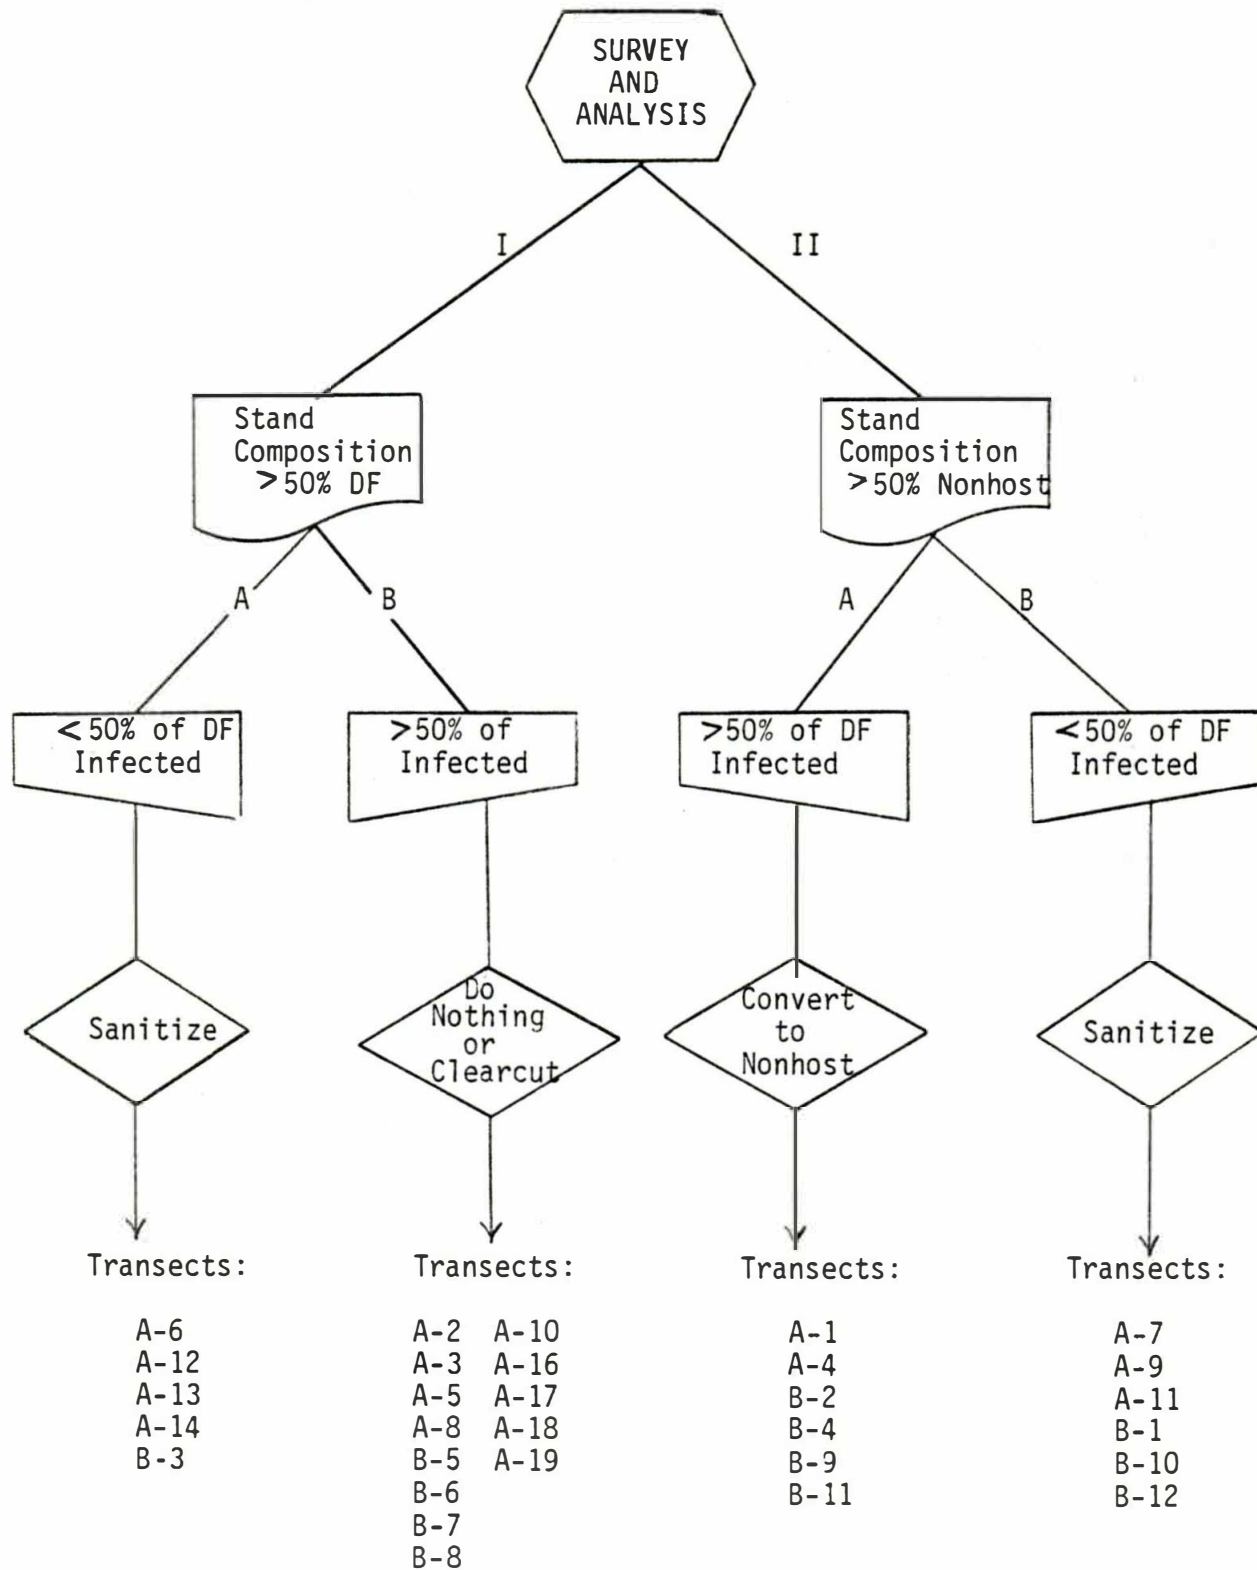 SURVEY
AND
ANALYSIS
I
II
Stand
Composition
>50% DF
Stand
Composition
>50% Nonhost
A
B
A
B
<50% of DF
Infected
>50% of
Infected
>50% of DF
Infected
<50% of DF
Infected
Sanitize
Do
Nothing
or
Clearcut
Convert
to
Nonhost
Sanitize
Transects:
A-6
A-12
A-13
A-14
B-3
Transects:
A-2 A-10
A-3 A-16
A-5 A-17
A-8 A-18
B-5 A-19
B-6
B-7
B-8
Transects:
A-1
A-4
B-2
B-4
B-9
B-11
Transects:
A-7
A-9
A-11
B-1
B-10
B-12